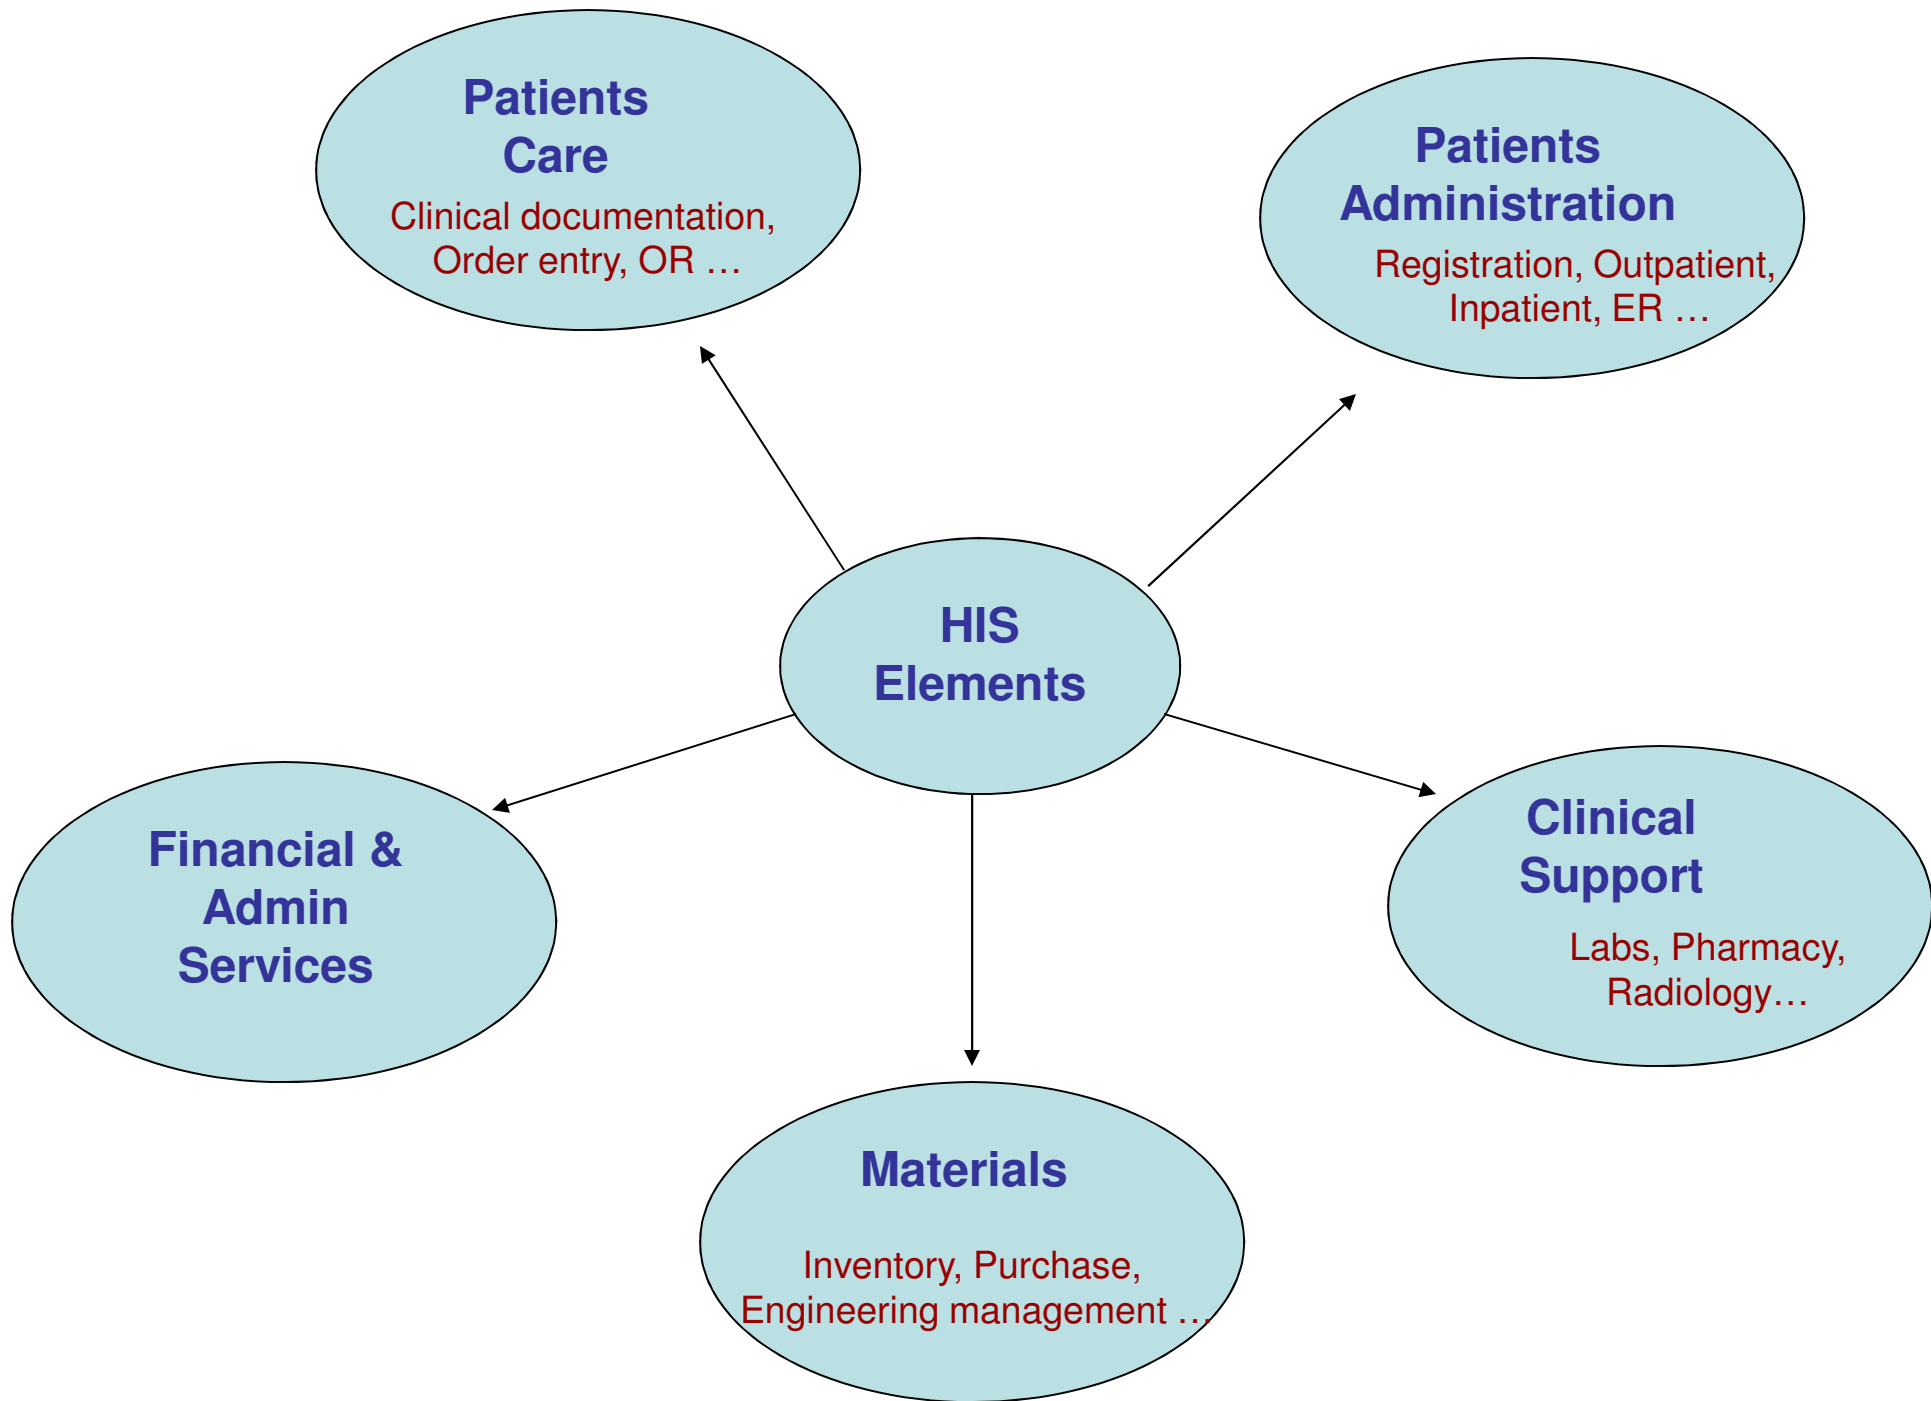 Patients
Care
Clinical documentation,
Order entry, OR …
Patients
Administration
Registration, Outpatient,
Inpatient, ER …
HIS
Elements
Financial &
Admin
Services
Clinical
Support
Labs, Pharmacy,
Radiology…
Materials
Inventory, Purchase,
Engineering management …